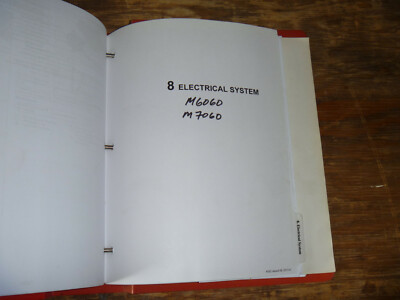 8 ELECTRICAL SYSTEM
M6060
M7060
8. Electrical System